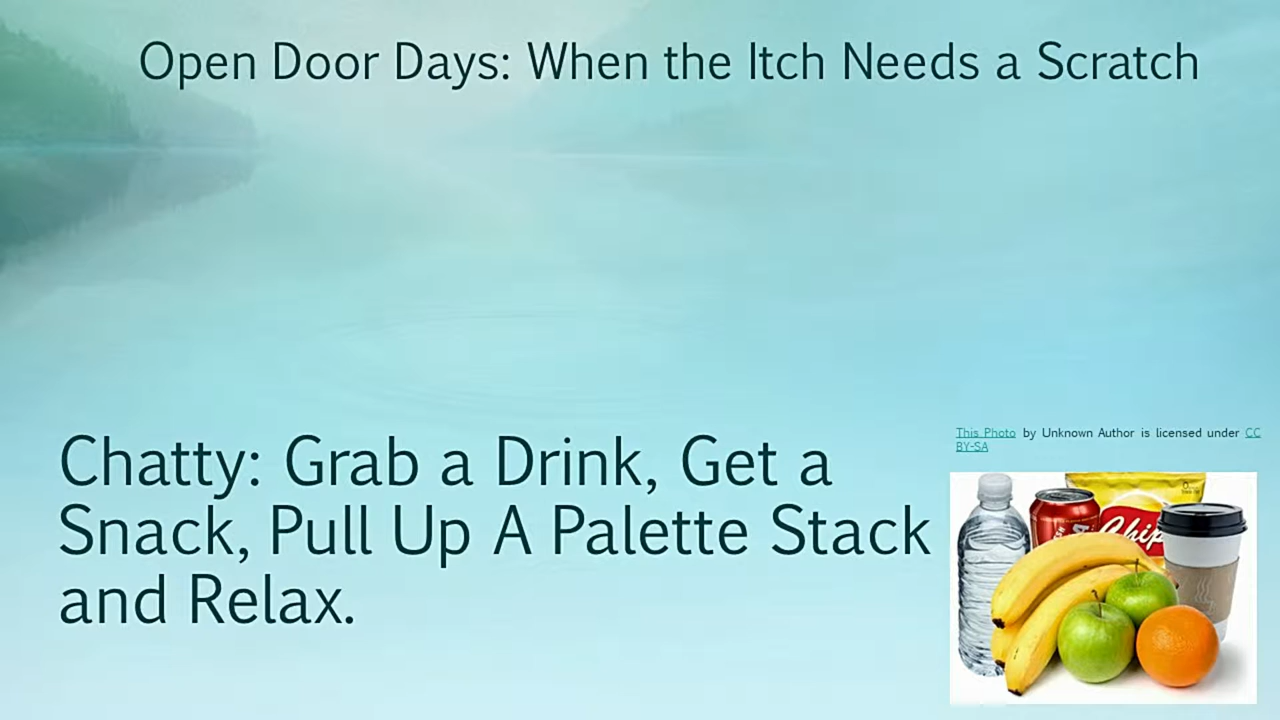 Open Door Days: When the Itch Needs a Scratch
Chatty: Grab a Drink, Get a
Snack, Pull Up A Palette Stack
and Relax.
This Photo by Unknown Author is licensed under CC
BY-SA
Chip